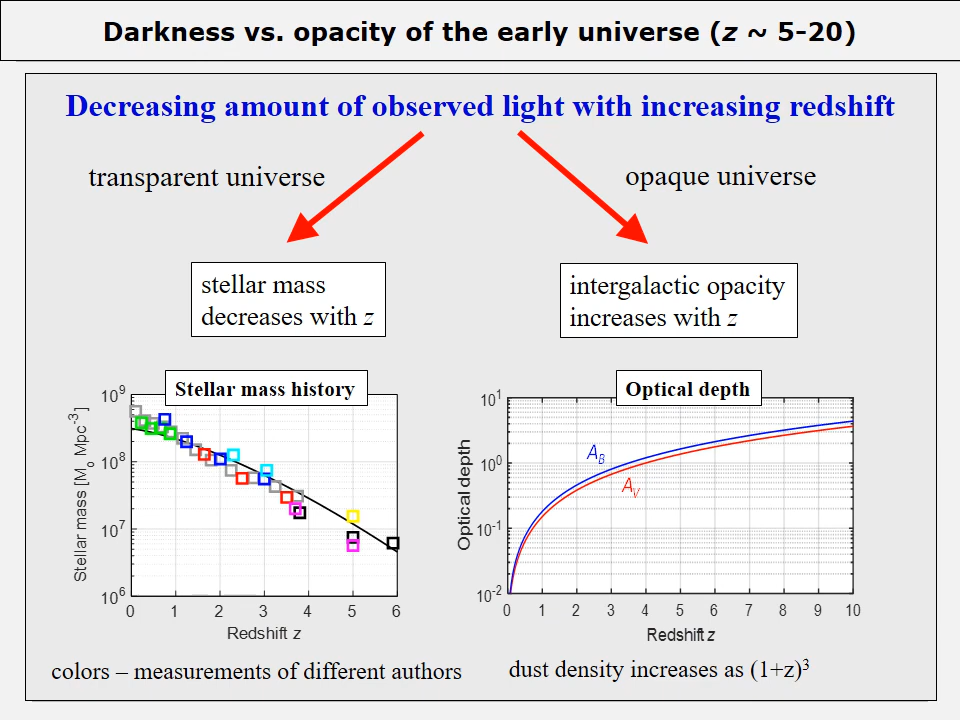 Darkness vs. opacity of the early universe (z ~ 5-20)
Decreasing amount of observed light with increasing redshift
transparent universe
opaque universe
stellar mass
decreases with z
intergalactic opacity
increases with z
Stellar mass history
10⁹
10⁸
10⁷
10⁶
Stellar mass [Mₒ Mpc⁻³]
0 1 2 3 4 5 6
Redshift z
colors – measurements of different authors
Optical depth
10¹
10⁰
10⁻¹
10⁻²
Optical depth
A_B
A_V
0 1 2 3 4 5 6 7 8 9 10
Redshift z
dust density increases as (1+z)³